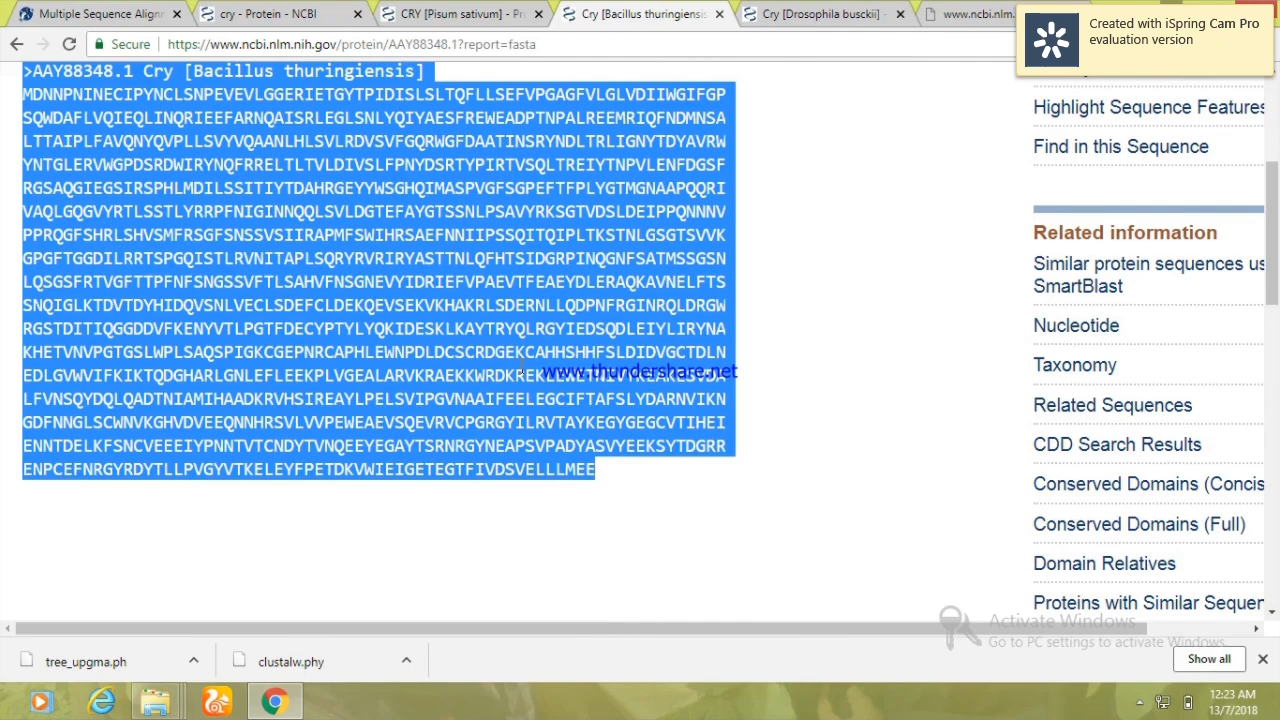 Multiple Sequence Alignm
cry - Protein - NCBI
CRY [Pisum sativum] - Pr
Cry [Bacillus thuringiensis
Cry [Drosophila busckii] -
www.ncbi.nlm.
Created with iSpring Cam Pro
evaluation version
Secure
https://www.ncbi.nlm.nih.gov/protein/AAY88348.1?report=fasta
>AAY88348.1 Cry [Bacillus thuringiensis]
MDNNPNINECIPYNCLSNPEVEVLGGERIETGYTPIDISLSLTQFLLSEFVPGAGFVLGLVDIIWGIFGP
SQWDAFLVQIEQLINQRIEEFARNQAISRLEGLSNLYQIYAESFREWEADPTNPALREEMRIQFNDMNSA
LTTAIPLFAVQNYQVPLLSVYVQAANLHLSVLRDVSVFGQRWGFDAATINSRYNDLTRLIGNYTDYAVRW
YNTGLERVWGPDSRDWIRYNQFRRELTLTVLDIVSLFPNYDSRTYPIRTVSQLTREIYTNPVLENFDGSF
RGSAQGIEGSIRSPHLMDILSSITIYTDAHRGEYYWSGHQIMASPVGFSGPEFTFPLYGTMGNAAPQQRI
VAQLGQGVYRTLSSTLYRRPFNIGINNQQLSVLDGTEFAYGTSSNLPSAVYRKSGTVDSLDEIPPQNNNV
PPRQGFSHRLSHVSMFRSGFSNSSVSIIRAPMFSWIHRSAEFNNIIPSSQITQIPLTKSTNLGSGTSVVK
GPGFTGGDILRRTSPGQISTLRVNITAPLSQRYRVRIRYASTTNLQFHTSIDGRPINQGNFSATMSSGSN
LQSGSFRTVGFTTPFNFSNGSSVFTLSAHVFNSGNEVYIDRIEFVPAEVTFEAEYDLERAQKAVNELFTS
SNQIGLKTDVTDYHIDQVSNLVECLSDEFCLDEKQEVSEKVKHAKRLSDERNLLQDPNFRGINRQLDRGW
RGSTDITIQGGDDVFKENYVTLPGTFDECYPTYLYQKIDESKLKAYTRYQLRGYIEDSQDLEIYLIRYNA
KHETVNVPGTGSLWPLSAQSPIGKCGEPNRCAPHLEWNPDLDCSCRDGEKCAHHSHHFSLDIDVGCTDLN
EDLGVWVIFKIKTQDGHARLGNLEFLEEKPLVGEALARVKRAEKKWRDKREK
www.thundershare.net
LFVNSQYDQLQADTNIAMIHAADKRVHSIREAYLPELSVIPGVNAAIFEELEGCIFTAFSLYDARNVIKN
GDFNNGLSCWNVKGHVDVEEQNNHRSVLVVPEWEAEVSQEVRVCPGRGYILRVTAYKEGYGEGCVTIHEI
ENNTDELKFSNCVEEEIYPNNTVTCNDYTVNQEEYEGAYTSRNRGYNEAPSVPADYASVYEEKSYTDGRR
ENPCEFNRGYRDYTLLPVGYVTKELEYFPETDKVWIEIGETEGTFIVDSVELLLMEE
Highlight Sequence Features
Find in this Sequence
Related information
Similar protein sequences us
SmartBlast
Nucleotide
Taxonomy
Related Sequences
CDD Search Results
Conserved Domains (Concis
Conserved Domains (Full)
Domain Relatives
Proteins with Similar Sequen
Activate Windows
Go to PC settings to activate Windows.
tree_upgma.ph
clustalw.phy
Show all
12:23 AM
13/7/2018